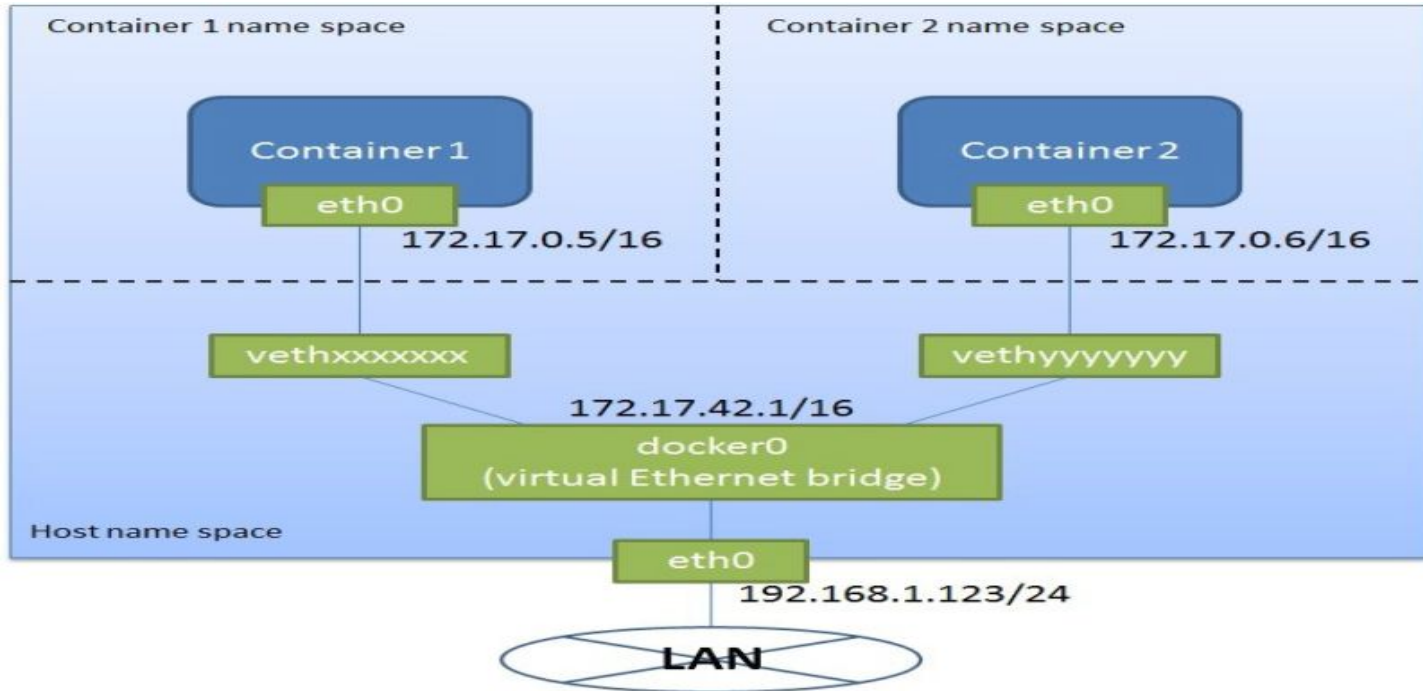 Container 1 name space
Container 2 name space
Container 1
Container 2
eth0
eth0
172.17.0.5/16
172.17.0.6/16
vethxxxxxxx
vethyyyyyyy
172.17.42.1/16
docker0
(virtual Ethernet bridge)
Host name space
eth0
192.168.1.123/24
LAN